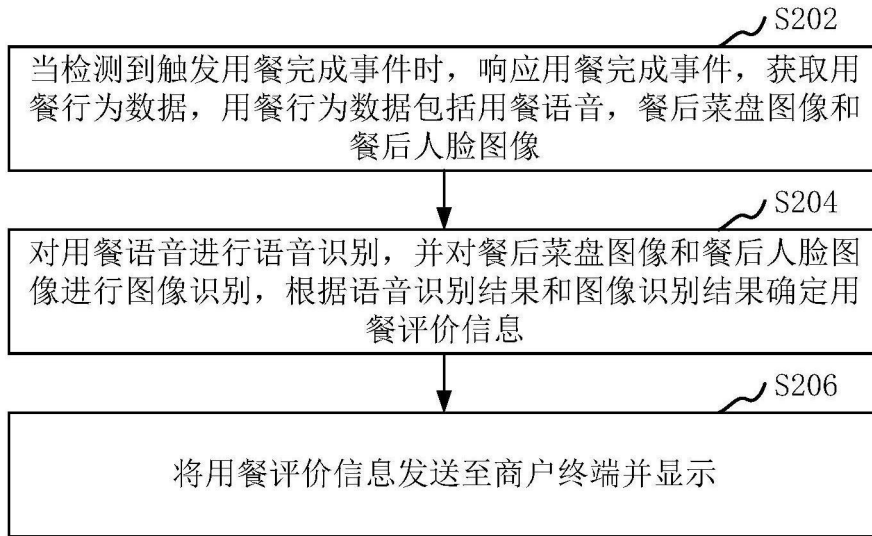 S202
当检测到触发用餐完成事件时，响应用餐完成事件，获取用
餐行为数据，用餐行为数据包括用餐语音，餐后菜盘图像和
餐后人脸图像
S204
对用餐语音进行语音识别，并对餐后菜盘图像和餐后人脸图
像进行图像识别，根据语音识别结果和图像识别结果确定用
餐评价信息
S206
将用餐评价信息发送至商户终端并显示